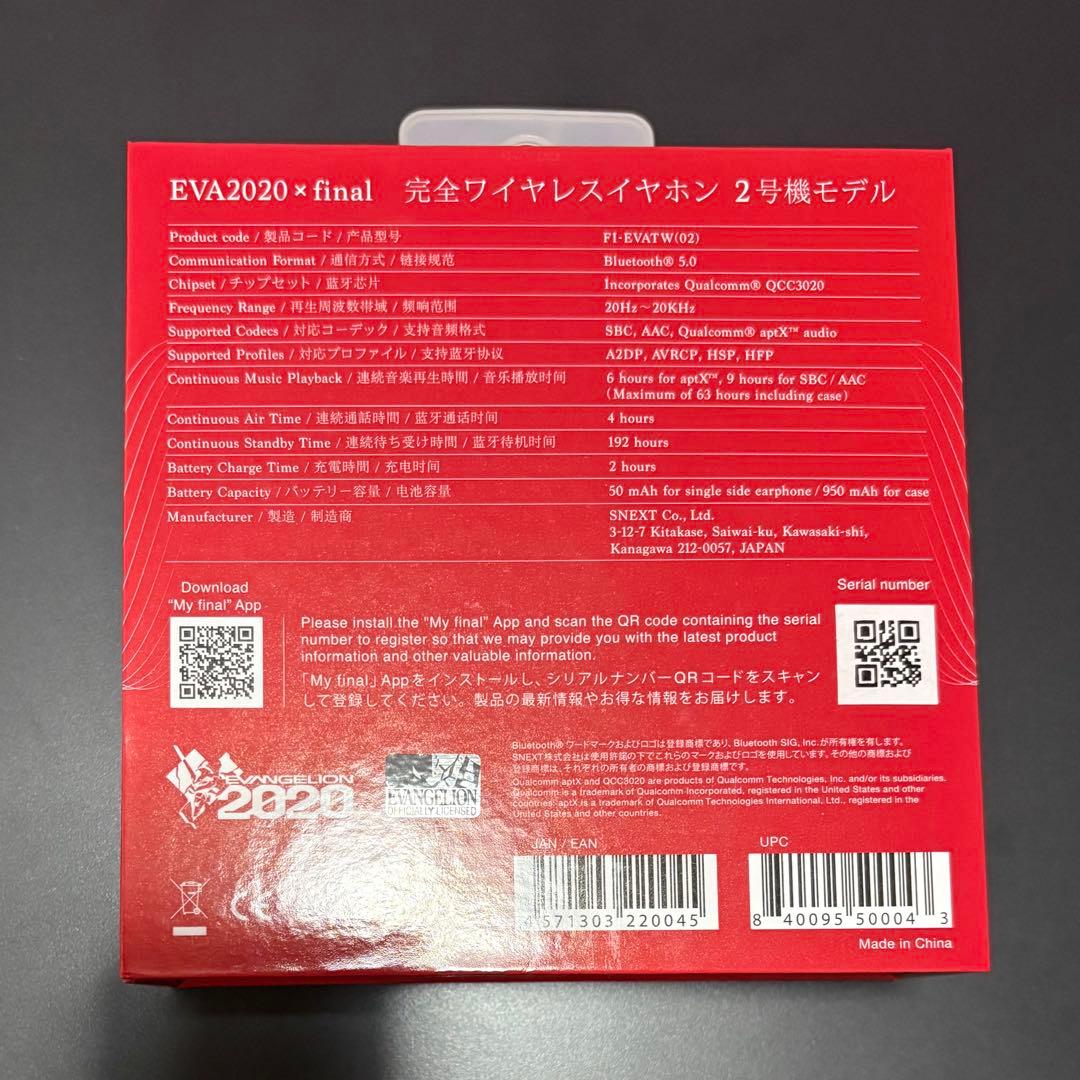 EVA2020×final 完全ワイヤレスイヤホン 2号機モデル
Product code / 製品コード / 产品型号 FI-EVATW(02)
Communication Format / 通信方式 / 链接规范 Bluetooth® 5.0
Chipset / チップセット / 蓝牙芯片 Incorporates Qualcomm® QCC3020
Frequency Range / 再生周波数帯域 / 频响范围 20Hz~20KHz
Supported Codecs / 対応コーデック / 支持音频格式 SBC, AAC, Qualcomm® aptX™ audio
Supported Profiles / 対応プロファイル / 支持蓝牙协议 A2DP, AVRCP, HSP, HFP
Continuous Music Playback / 連続音楽再生時間 / 音乐播放时间 6 hours for aptX™, 9 hours for SBC / AAC
(Maximum of 63 hours including case)
Continuous Air Time / 連続通話時間 / 蓝牙通话时间 4 hours
Continuous Standby Time / 連続待ち受け時間 / 蓝牙待机时间 192 hours
Battery Charge Time / 充電時間 / 充电时间 2 hours
Battery Capacity / バッテリー容量 / 电池容量 50 mAh for single side earphone / 950 mAh for case
Manufacturer / 製造 / 制造商 SNEXT Co., Ltd.
3-12-7 Kitakase, Saiwai-ku, Kawasaki-shi,
Kanagawa 212-0057, JAPAN
Download
"My final" App
Please install the "My final" App and scan the QR code containing the serial
number to register so that we may provide you with the latest product
information and other valuable information.
「My final」Appをインストールし、シリアルナンバーQRコードをスキャン
して登録してください。製品の最新情報やお得な情報をお届けします。
Serial number
EVANGELION
2020
EVANGELION
OFFICIALLY LICENSED
Bluetooth® ワードマークおよびロゴは登録商標であり、Bluetooth SIG, Inc.が所有権を有します。
SNEXT株式会社は使用許諾の下でこれらのマークおよびロゴを使用しています。その他の商標および
登録商標は、それぞれの所有者の商標および登録商標です。
Qualcomm aptX and QCC3020 are products of Qualcomm Technologies, Inc. and/or its subsidiaries.
Qualcomm is a trademark of Qualcomm Incorporated, registered in the United States and other
countries. aptX is a trademark of Qualcomm Technologies International, Ltd., registered in the
United States and other countries.
JAN / EAN
4 571303 220045
UPC
8 40095 50004 3
CE
Made in China